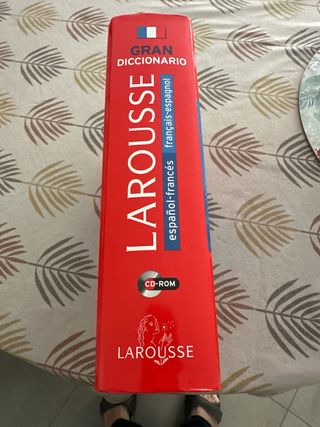 GRAN
DICCIONARIO
LAROUSSE
español-francés
français-espagnol
CD-ROM
LAROUSSE